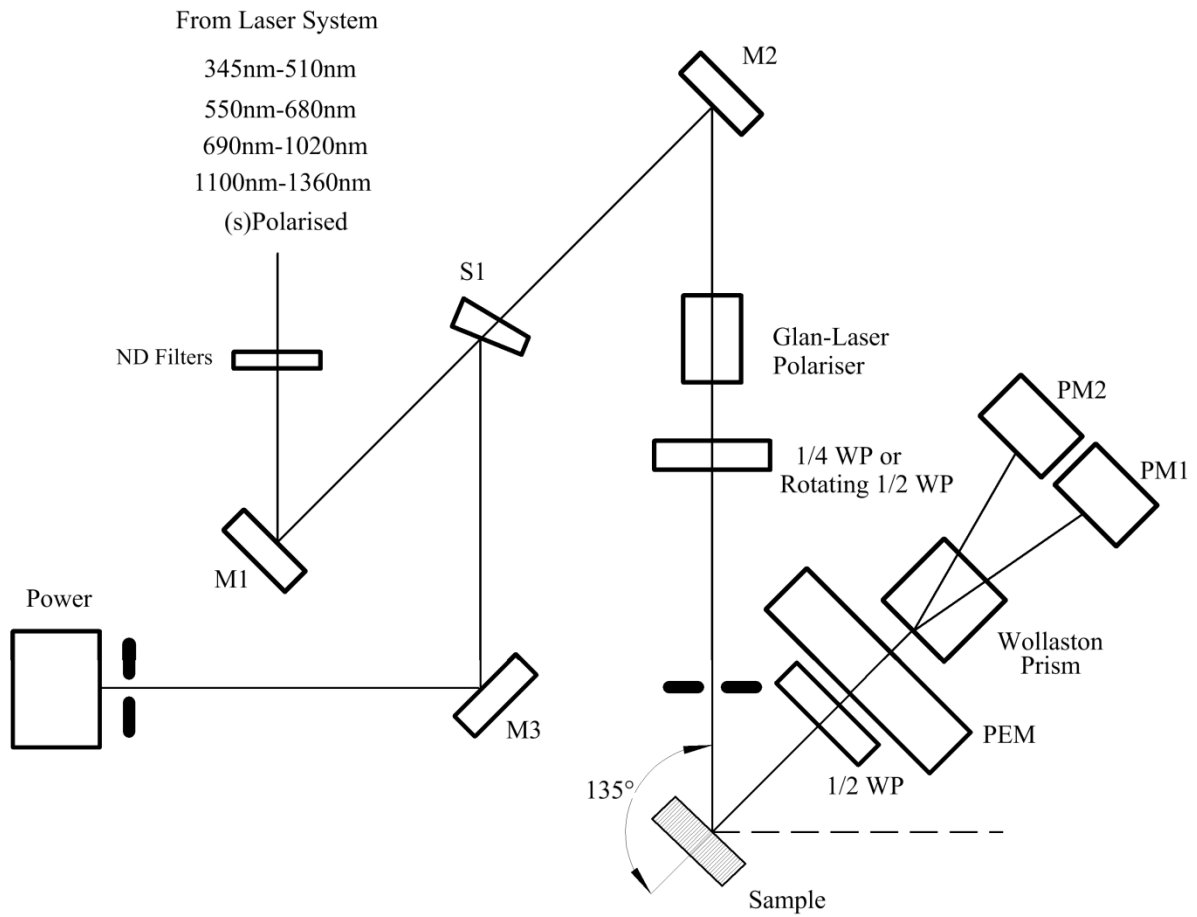 From Laser System
345nm-510nm
550nm-680nm
690nm-1020nm
1100nm-1360nm
(s)Polarised
M2
S1
ND Filters
Glan-Laser
Polariser
PM2
PM1
1/4 WP or
Rotating 1/2 WP
M1
Power
Wollaston
Prism
M3
PEM
1/2 WP
135°
Sample